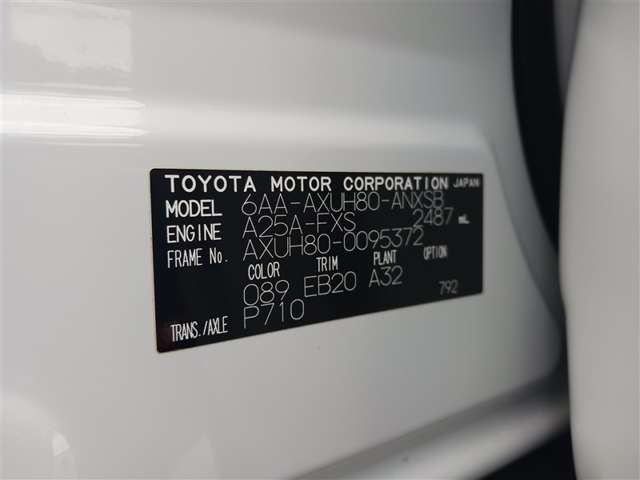 TOYOTA MOTOR CORPORATION JAPAN
MODEL 6AA-AXUH80-ANXSB
ENGINE A25A-FXS 2487 mL
FRAME No. AXUH80-0095372
COLOR TRIM PLANT OPTION
089 EB20 A32 792
TRANS./AXLE P710